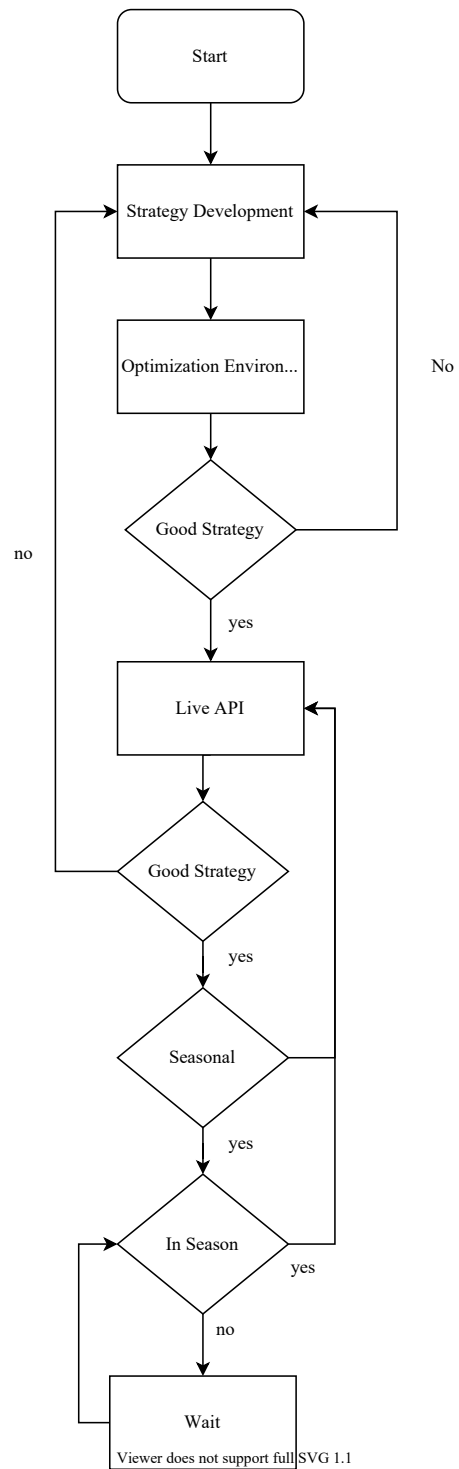 Start
Strategy Development
Optimization Environ...
No
Good Strategy
no
yes
Live API
Good Strategy
yes
Seasonal
yes
In Season
yes
no
Wait
Viewer does not support full SVG 1.1